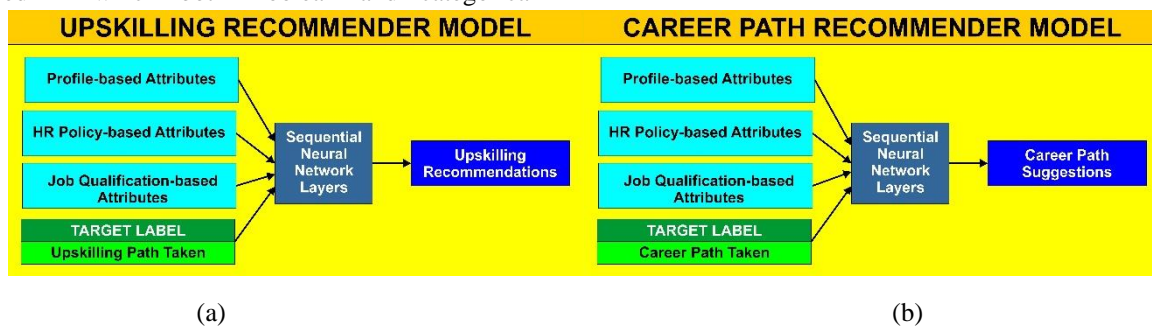 UPSKILLING RECOMMENDER MODEL
Profile-based Attributes
HR Policy-based Attributes
Job Qualification-based
Attributes
TARGET LABEL
Upskilling Path Taken
Sequential
Neural
Network
Layers
Upskilling
Recommendations
CAREER PATH RECOMMENDER MODEL
Profile-based Attributes
HR Policy-based Attributes
Job Qualification-based
Attributes
TARGET LABEL
Career Path Taken
Sequential
Neural
Network
Layers
Career Path
Suggestions
(a)
(b)